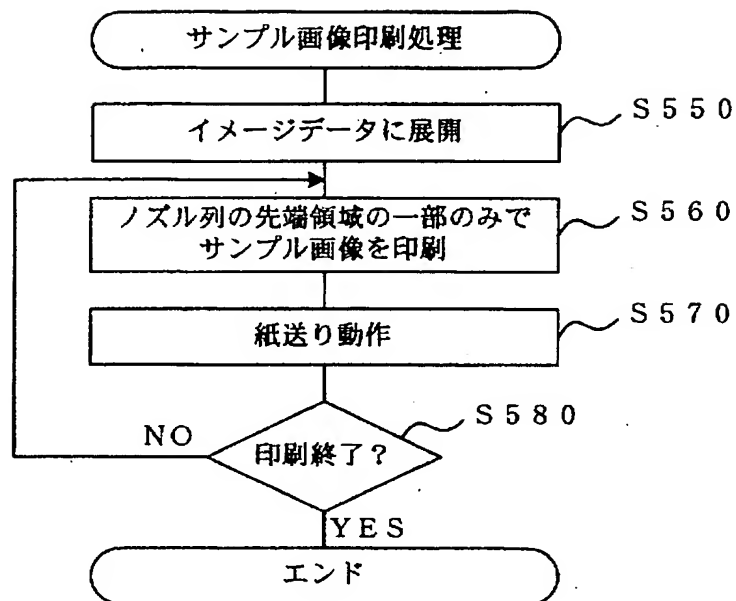 サンプル画像印刷処理
イメージデータに展開
S550
ノズル列の先端領域の一部のみで
サンプル画像を印刷
S560
紙送り動作
S570
印刷終了?
S580
NO
YES
エンド